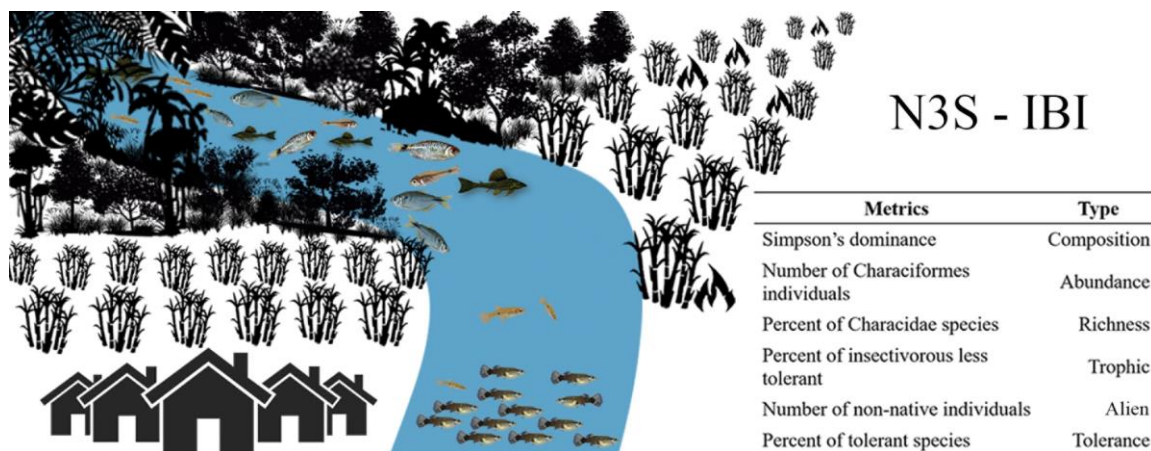 N3S - IBI
Metrics Type
Simpson's dominance Composition
Number of Characiformes
individuals Abundance
Percent of Characidae species Richness
Percent of insectivorous less
tolerant Trophic
Number of non-native individuals Alien
Percent of tolerant species Tolerance